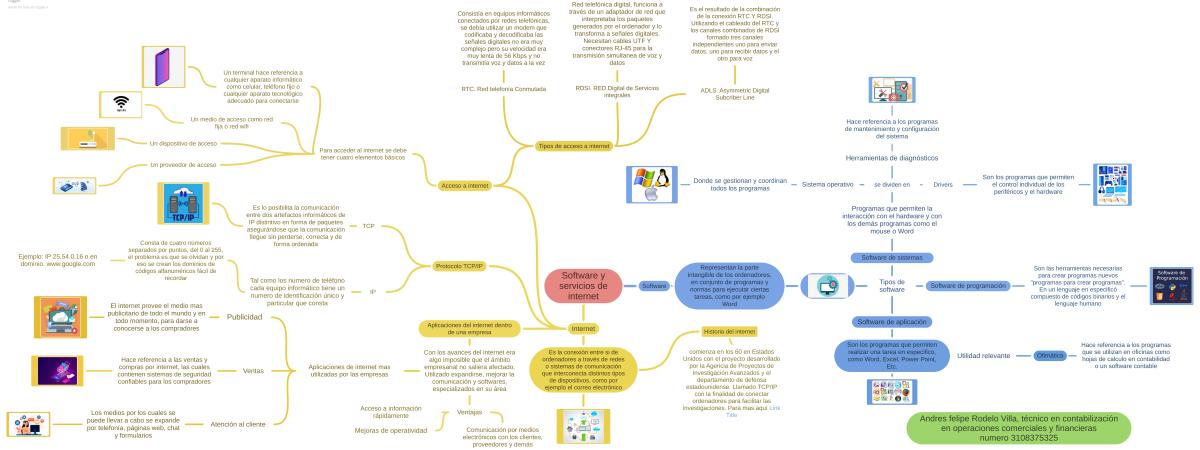 Consistía en equipos informáticos
conectados por redes telefónicas,
se debía utilizar un modem que
codificaba y decodificaba las
señales digitales no era muy
complejo pero su velocidad era
muy lenta de 56 Kbps y no
transmitía voz y datos a la vez
RTC. Red telefonía Conmutada
Red telefónica digital, funciona a
través de un adaptador de red que
interpretaba los paquetes
generados por el ordenador y lo
transforma a señales digitales.
Necesitan cables UTF Y
conectores RJ-45 para la
transmisión simultanea de voz y
datos
RDSI. RED Digital de Servicios
integrales
Es el resultado de la combinación
de la conexión RTC Y RDSI.
Utilizando el cableado del RTC y
los canales combinados de RDSI
formado tres canales
independientes uno para enviar
datos, uno para recibir datos y el
otro para voz
ADLS. Asymmetric Digital
Subcriber Line
Tipos de acceso a internet
Un terminal hace referencia a
cualquier aparato informático
como celular, teléfono fijo o
cualquier aparato tecnológico
adecuado para conectarse
WI-FI
Un medio de acceso como red
fija o red wifi
Un dispositivo de acceso
Un proveedor de acceso
Para acceder al internet se debe
tener cuatro elementos básicos
Acceso a internet
TCP/IP
Es lo posibilita la comunicación
entre dos artefactos informáticos de
IP distintivo en forma de paquetes
asegurándose que la comunicación
llegue sin perderse, correcta y de
forma ordenada
TCP
Protocolo TCP/IP
Ejemplo: IP 25.54.0.16 o en
dominio. www.google.com
Consta de cuatro números
separados por puntos, del 0 al 255,
el problema es que se olvidan y por
eso se crean los dominios de
códigos alfanuméricos fácil de
recordar
Tal como los numero de teléfono
cada equipo informático tiene un
numero de Identificación único y
particular que consta
IP
El internet provee el medio mas
publicitario de todo el mundo y en
todo momento, para darse a
conocerse a los compradores
Publicidad
Hace referencia a las ventas y
compras por internet, las cuales
contienen sistemas de seguridad
confiables para los compradores
Ventas
Los medios por los cuales se
puede llevar a cabo se expande
por telefonía, páginas web, chat
y formularios
Atención al cliente
Aplicaciones de internet mas
utilizadas por las empresas
Aplicaciones del internet dentro
de una empresa
Con los avances del internet era
algo imposible que el ámbito
empresarial no saliera afectado.
Utilizado expandirse, mejorar la
comunicación y softwares,
especializados en su área
Ventajas
Acceso a información
rápidamente
Mejoras de operatividad
Comunicación por medios
electrónicos con los clientes,
proveedores y demás
Software y
servicios de
internet
Internet
Es la conexión entre si de
ordenadores a través de redes
o sistemas de comunicación
que interconecta distintos tipos
de dispositivos, como por
ejemplo el correo electrónico
Historia del internet
comienza en los 60 en Estados
Unidos con el proyecto desarrollado
por la Agencia de Proyectos de
Investigación Avanzados y el
departamento de defensa
estadounidense. Llamado TCP/IP
con la finalidad de conectar
ordenadores para facilitar las
investigaciones. Para mas aquí Link
Title
Software
Representan la parte
intangible de los ordenadores,
en conjunto de programas y
normas para ejecutar ciertas
tareas, como por ejemplo
Word
Tipos de
software
Hace referencia a los programas
de mantenimiento y configuración
del sistema
Herramientas de diagnósticos
Donde se gestionan y coordinan
todos los programas
Sistema operativo
se dividen en
Drivers
Son los programas que permiten
el control individual de los
periféricos y el hardware
Programas que permiten la
interacción con el hardware y con
los demás programas como el
mouse o Word
Software de sistemas
Software de programación
Son las herramientas necesarias
para crear programas nuevos
"programas para crear programas".
En un lenguaje en especificó
compuesto de códigos binarios y el
lenguaje humano
Software de
Programación
Software de aplicación
Son los programas que permiten
realizar una tarea en especifico,
como Word, Excel, Power Point,
Etc.
Utilidad relevante
Ofimática
Hace referencia a los programas
que se utilizan en oficinas como
hojas de calculo en contabilidad
o un software contable
Andres felipe Rodelo Villa, técnico en contabilización
en operaciones comerciales y financieras
numero 3108375325